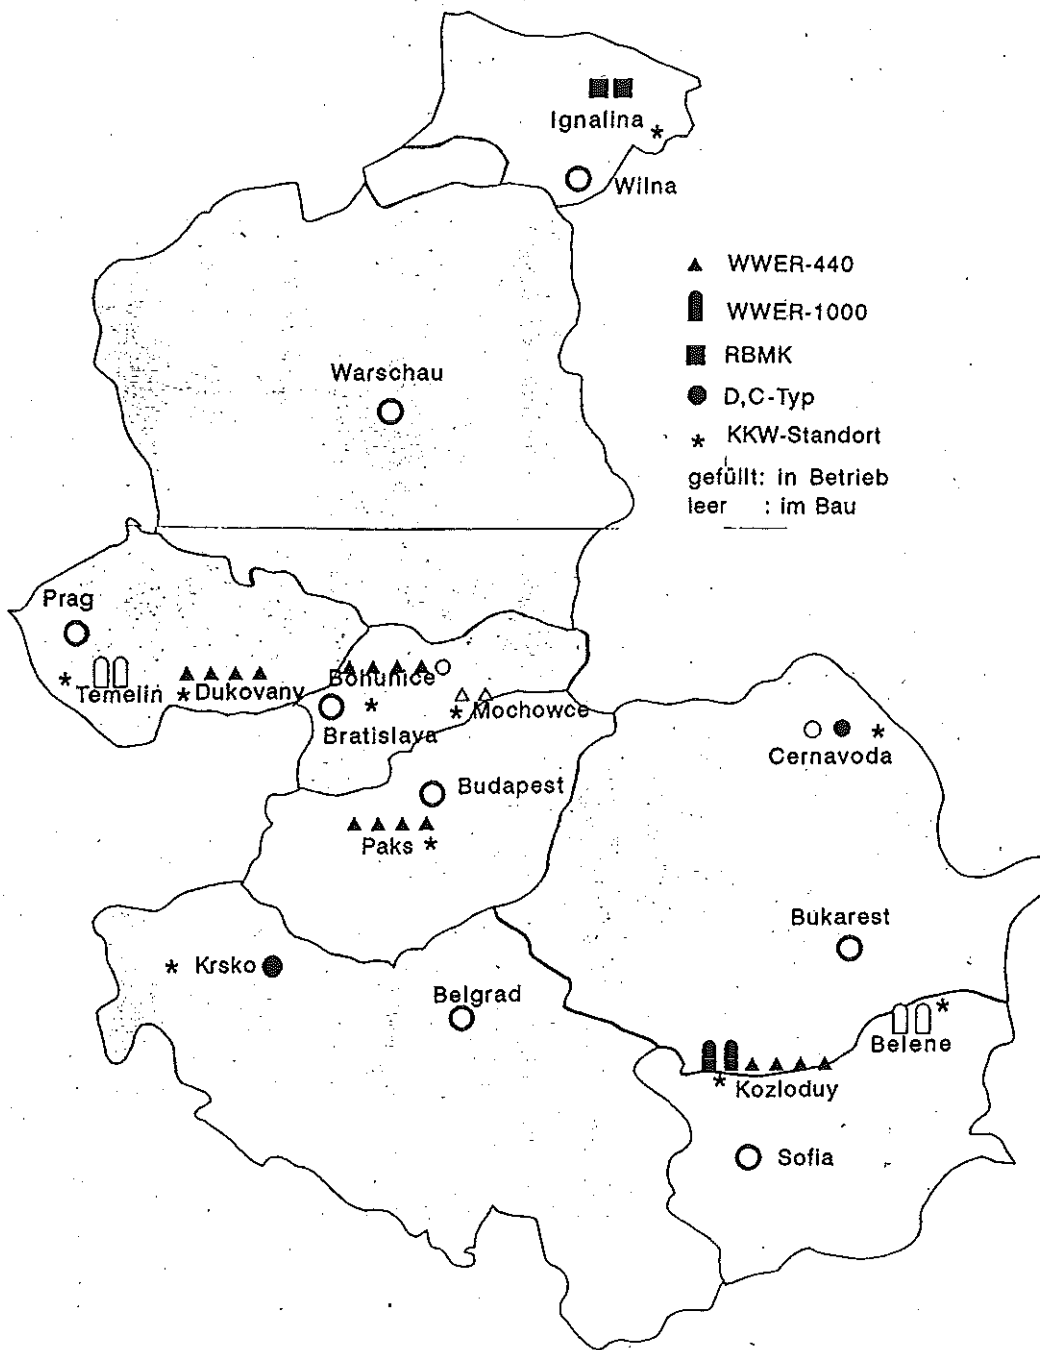 Ignalina
Wilna
WWER-440
WWER-1000
RBMK
D,C-Typ
KKW-Standort
gefüllt: in Betrieb
leer : im Bau
Warschau
Prag
Temelin
Dukovany
Bohunice
Bratislava
Mochowce
Cernavoda
Budapest
Paks
Bukarest
Krsko
Belgrad
Belene
Kozloduy
Sofia